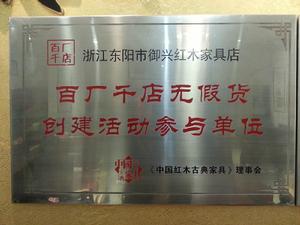 百厂
千店
浙江东阳市御兴红木家具店
百厂千店无假货
创建活动参与单位
《中国红木古典家具》理事会